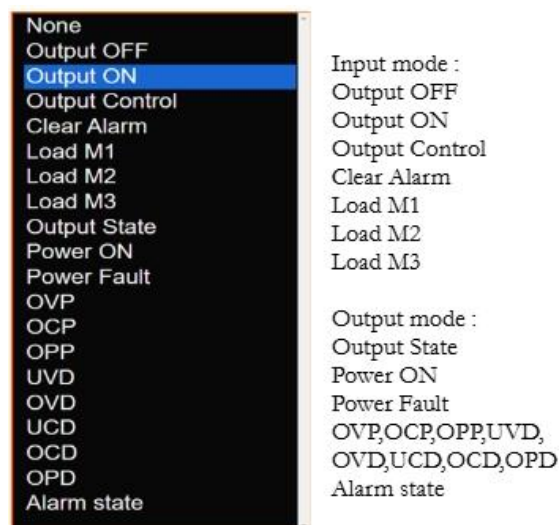 None
Output OFF
Output ON
Output Control
Clear Alarm
Load M1
Load M2
Load M3
Output State
Power ON
Power Fault
OVP
OCP
OPP
UVD
OVD
UCD
OCD
OPD
Alarm state
Input mode :
Output OFF
Output ON
Output Control
Clear Alarm
Load M1
Load M2
Load M3
Output mode :
Output State
Power ON
Power Fault
OVP,OCP,OPP,UVD,
OVD,UCD,OCD,OPD
Alarm state